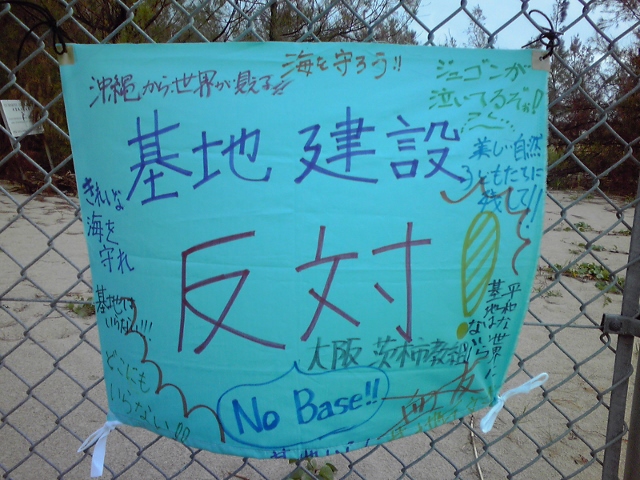 海を守ろう!!
沖縄から世界が見える!!
ジュゴンが
泣いてるぞぉ!!
美しい自然
子どもたちに
残して!!
基地建設
反対!
きれいな
海を
守れ
基地は
いらない!!!
どこにも
いらない!!
平和な世界に
基地は
いらない
大阪 茨木市教組
No Base!!